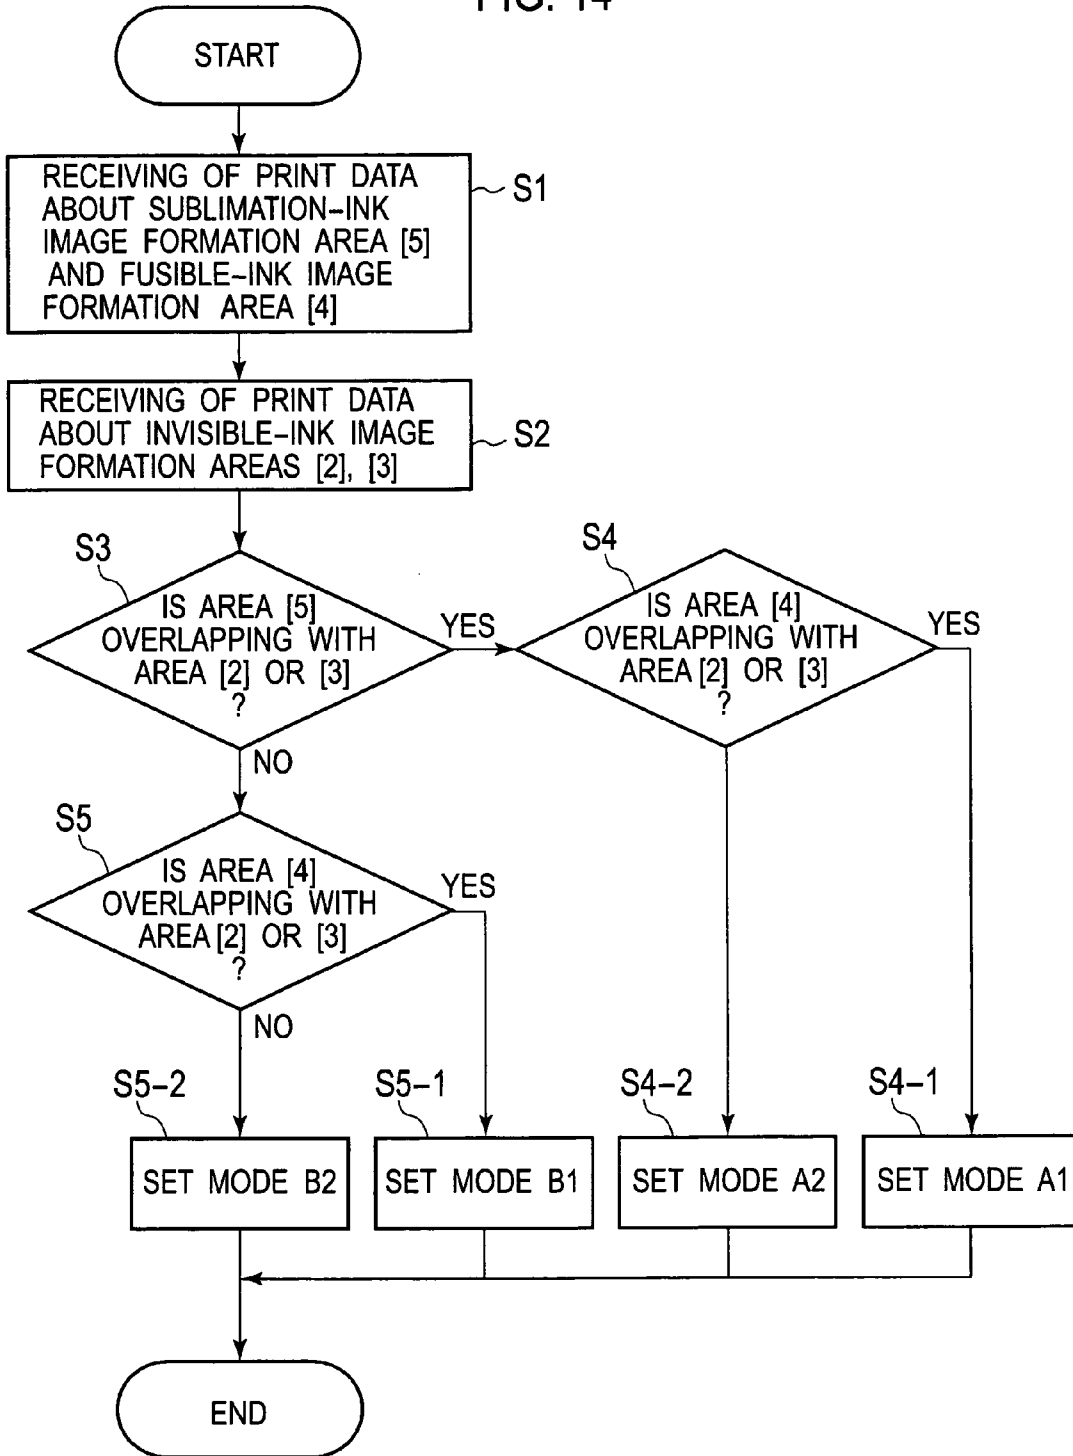 FIG. 14
START
RECEIVING OF PRINT DATA
ABOUT SUBLIMATION-INK
IMAGE FORMATION AREA [5]
AND FUSIBLE-INK IMAGE
FORMATION AREA [4]
S1
RECEIVING OF PRINT DATA
ABOUT INVISIBLE-INK IMAGE
FORMATION AREAS [2], [3]
S2
S3
IS AREA [5]
OVERLAPPING WITH
AREA [2] OR [3]
?
YES
NO
S4
IS AREA [4]
OVERLAPPING WITH
AREA [2] OR [3]
?
YES
S5
IS AREA [4]
OVERLAPPING WITH
AREA [2] OR [3]
?
YES
NO
S5-2
SET MODE B2
S5-1
SET MODE B1
S4-2
SET MODE A2
S4-1
SET MODE A1
END